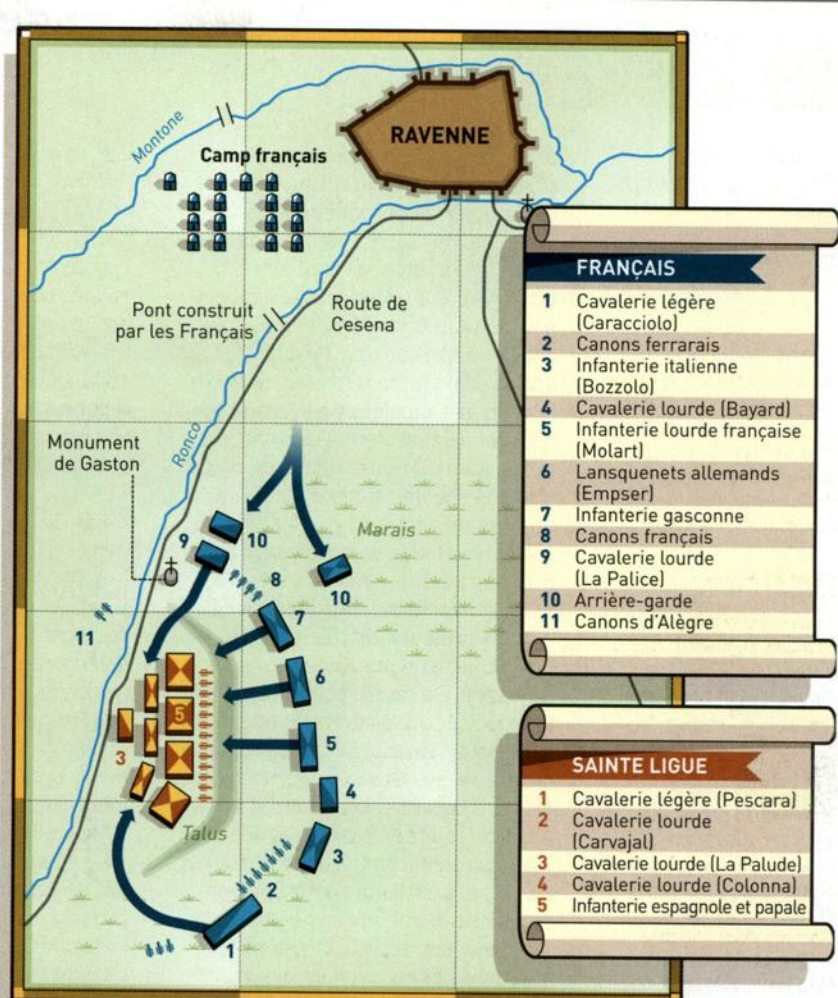 Montone
RAVENNE
Camp français
Pont construit
par les Français
Route de
Cesena
Ronco
Monument
de Gaston
Marais
9
10
8
10
7
11
6
5
5
3
4
Talus
3
2
1
FRANÇAIS
1 Cavalerie légère
(Caracciolo)
2 Canons ferrarais
3 Infanterie italienne
(Bozzolo)
4 Cavalerie lourde (Bayard)
5 Infanterie lourde française
(Molart)
6 Lansquenets allemands
(Empser)
7 Infanterie gasconne
8 Canons français
9 Cavalerie lourde
(La Palice)
10 Arrière-garde
11 Canons d'Alègre
SAINTE LIGUE
1 Cavalerie légère (Pescara)
2 Cavalerie lourde
(Carvajal)
3 Cavalerie lourde (La Palude)
4 Cavalerie lourde (Colonna)
5 Infanterie espagnole et papale